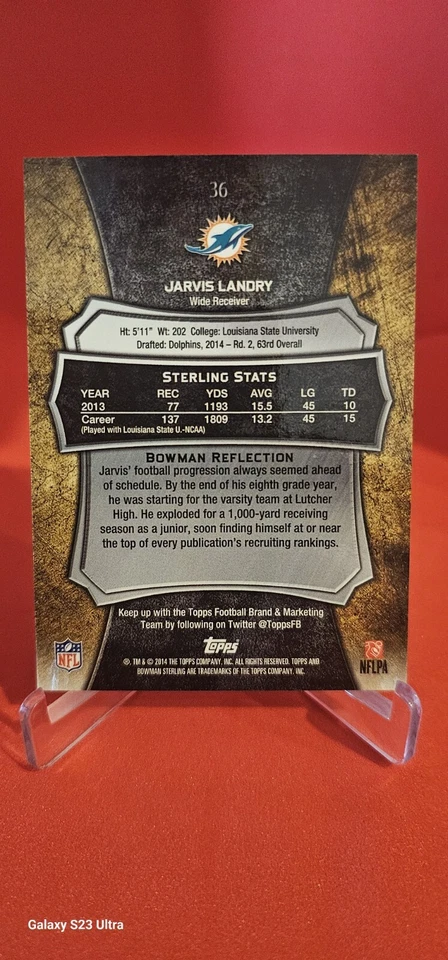 36
JARVIS LANDRY
Wide Receiver
Ht: 5'11" Wt: 202 College: Louisiana State University
Drafted: Dolphins, 2014 – Rd. 2, 63rd Overall
STERLING STATS
YEAR REC YDS AVG LG TD
2013 77 1193 15.5 45 10
Career 137 1809 13.2 45 15
(Played with Louisiana State U.-NCAA)
BOWMAN REFLECTION
Jarvis' football progression always seemed ahead
of schedule. By the end of his eighth grade year,
he was starting for the varsity team at Lutcher
High. He exploded for a 1,000-yard receiving
season as a junior, soon finding himself at or near
the top of every publication's recruiting rankings.
Keep up with the Topps Football Brand & Marketing
Team by following on Twitter @ToppsFB
NFL
Topps
NFLPA
®, TM & © 2014 THE TOPPS COMPANY, INC. ALL RIGHTS RESERVED. TOPPS AND
BOWMAN STERLING ARE TRADEMARKS OF THE TOPPS COMPANY, INC.
Galaxy S23 Ultra